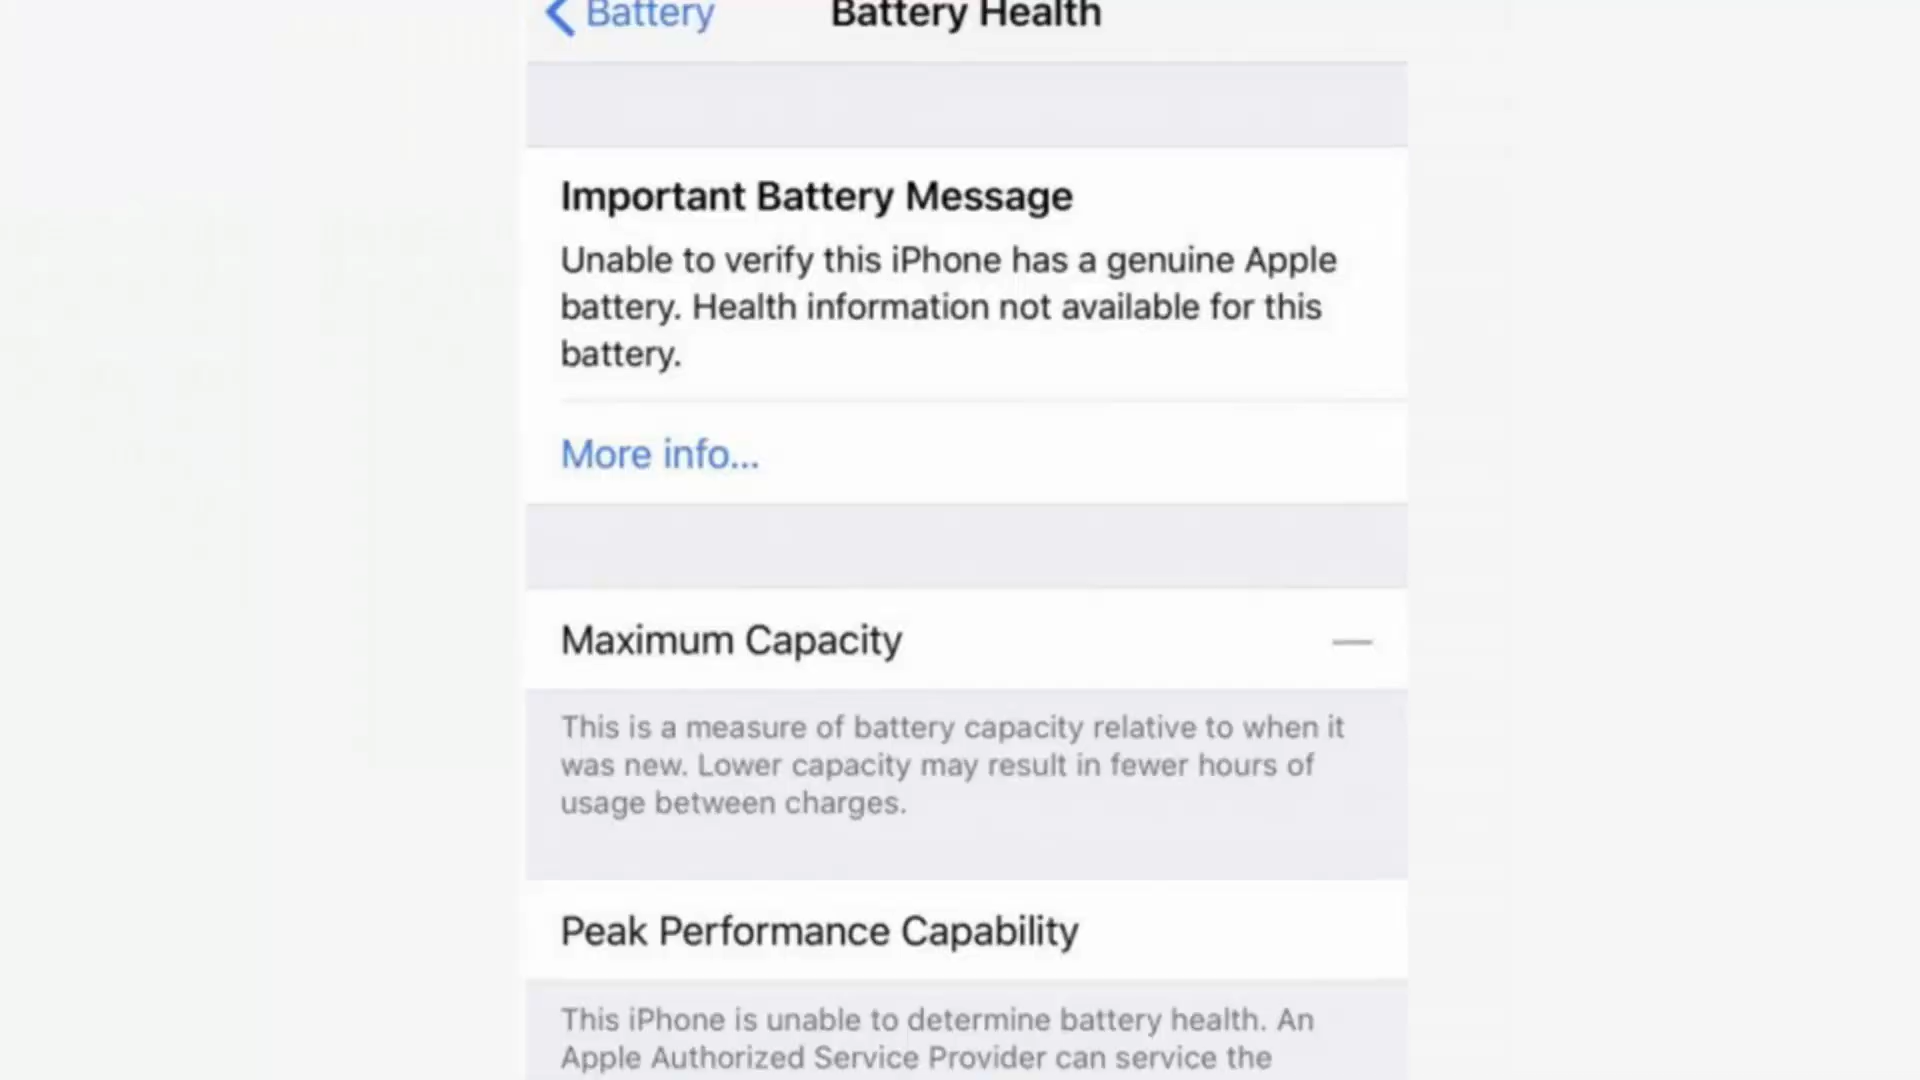 Battery
Battery Health
Important Battery Message
Unable to verify this iPhone has a genuine Apple
battery. Health information not available for this
battery.
More info...
Maximum Capacity
—
This is a measure of battery capacity relative to when it
was new. Lower capacity may result in fewer hours of
usage between charges.
Peak Performance Capability
This iPhone is unable to determine battery health. An
Apple Authorized Service Provider can service the